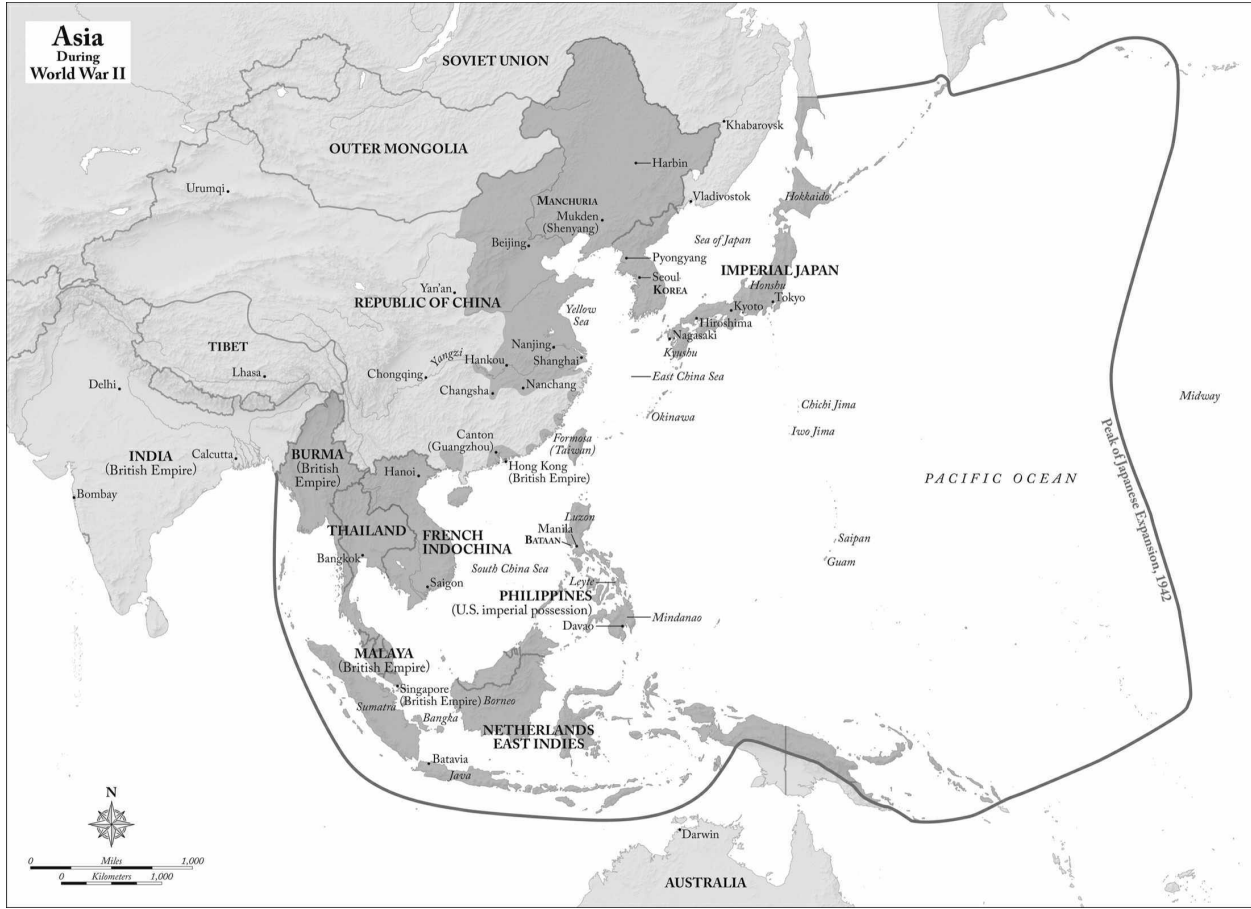 Asia
During
World War II
SOVIET UNION
Khabarovsk
OUTER MONGOLIA
Harbin
Urumqi
MANCHURIA
Vladivostok
Hokkaido
Mukden
(Shenyang)
Beijing
Sea of Japan
Pyongyang
IMPERIAL JAPAN
Seoul
KOREA
Honshu
Yan'an
REPUBLIC OF CHINA
Tokyo
Kyoto
Yellow
Sea
Hiroshima
Nagasaki
TIBET
Nanjing
Kyushu
Yangzi
Hankou
Shanghai
Lhasa
Chongqing
East China Sea
Delhi
Changsha
Nanchang
Midway
Chichi Jima
Okinawa
Iwo Jima
Canton
(Guangzhou)
Formosa
(Taiwan)
INDIA
(British Empire)
Calcutta
BURMA
(British
Empire)
Hanoi
Hong Kong
(British Empire)
PACIFIC OCEAN
Peak of Japanese Expansion, 1942
Bombay
Luzon
THAILAND
FRENCH
INDOCHINA
Manila
BATAAN
Saipan
Bangkok
Guam
South China Sea
Saigon
Leyte
PHILIPPINES
(U.S. imperial possession)
Mindanao
Davao
MALAYA
(British Empire)
Singapore
(British Empire)
Borneo
Sumatra
Bangka
NETHERLANDS
EAST INDIES
Batavia
Java
N
Darwin
0 Miles 1,000
0 Kilometers 1,000
AUSTRALIA